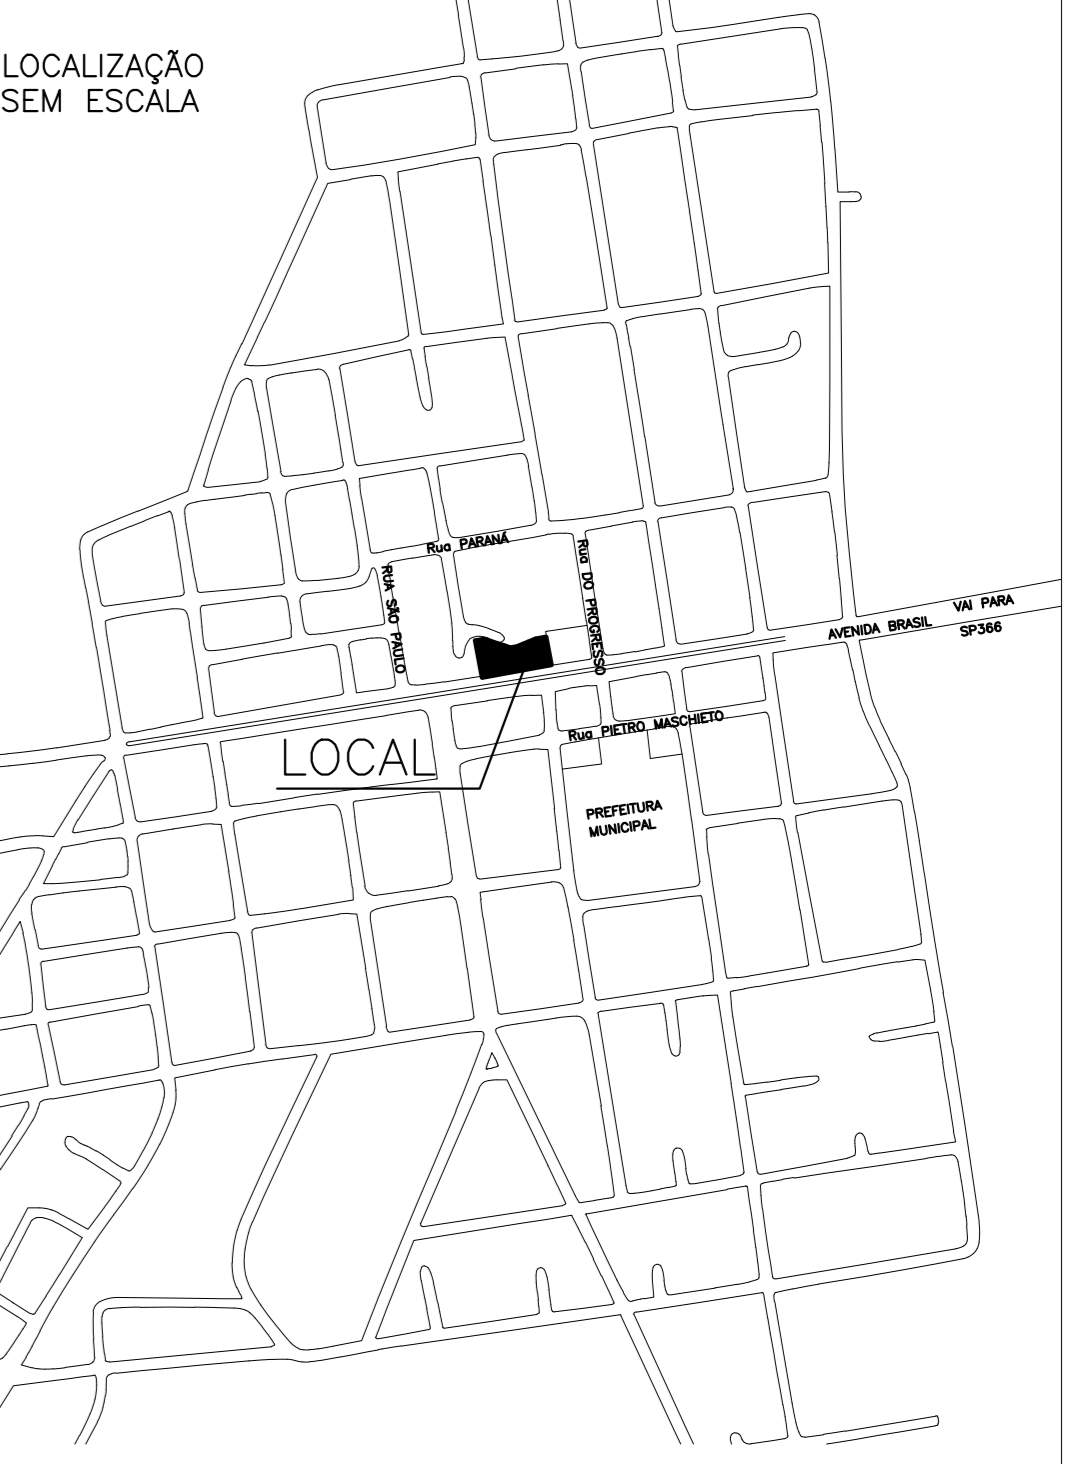 LOCALIZAÇÃO
SEM ESCALA
Rua PARANÁ
Rua DO PROGRESSO
RUA SÃO PAULO
VAI PARA
AVENIDA BRASIL
SP366
Rua PIETRO MASCHIETO
LOCAL
PREFEITURA
MUNICIPAL